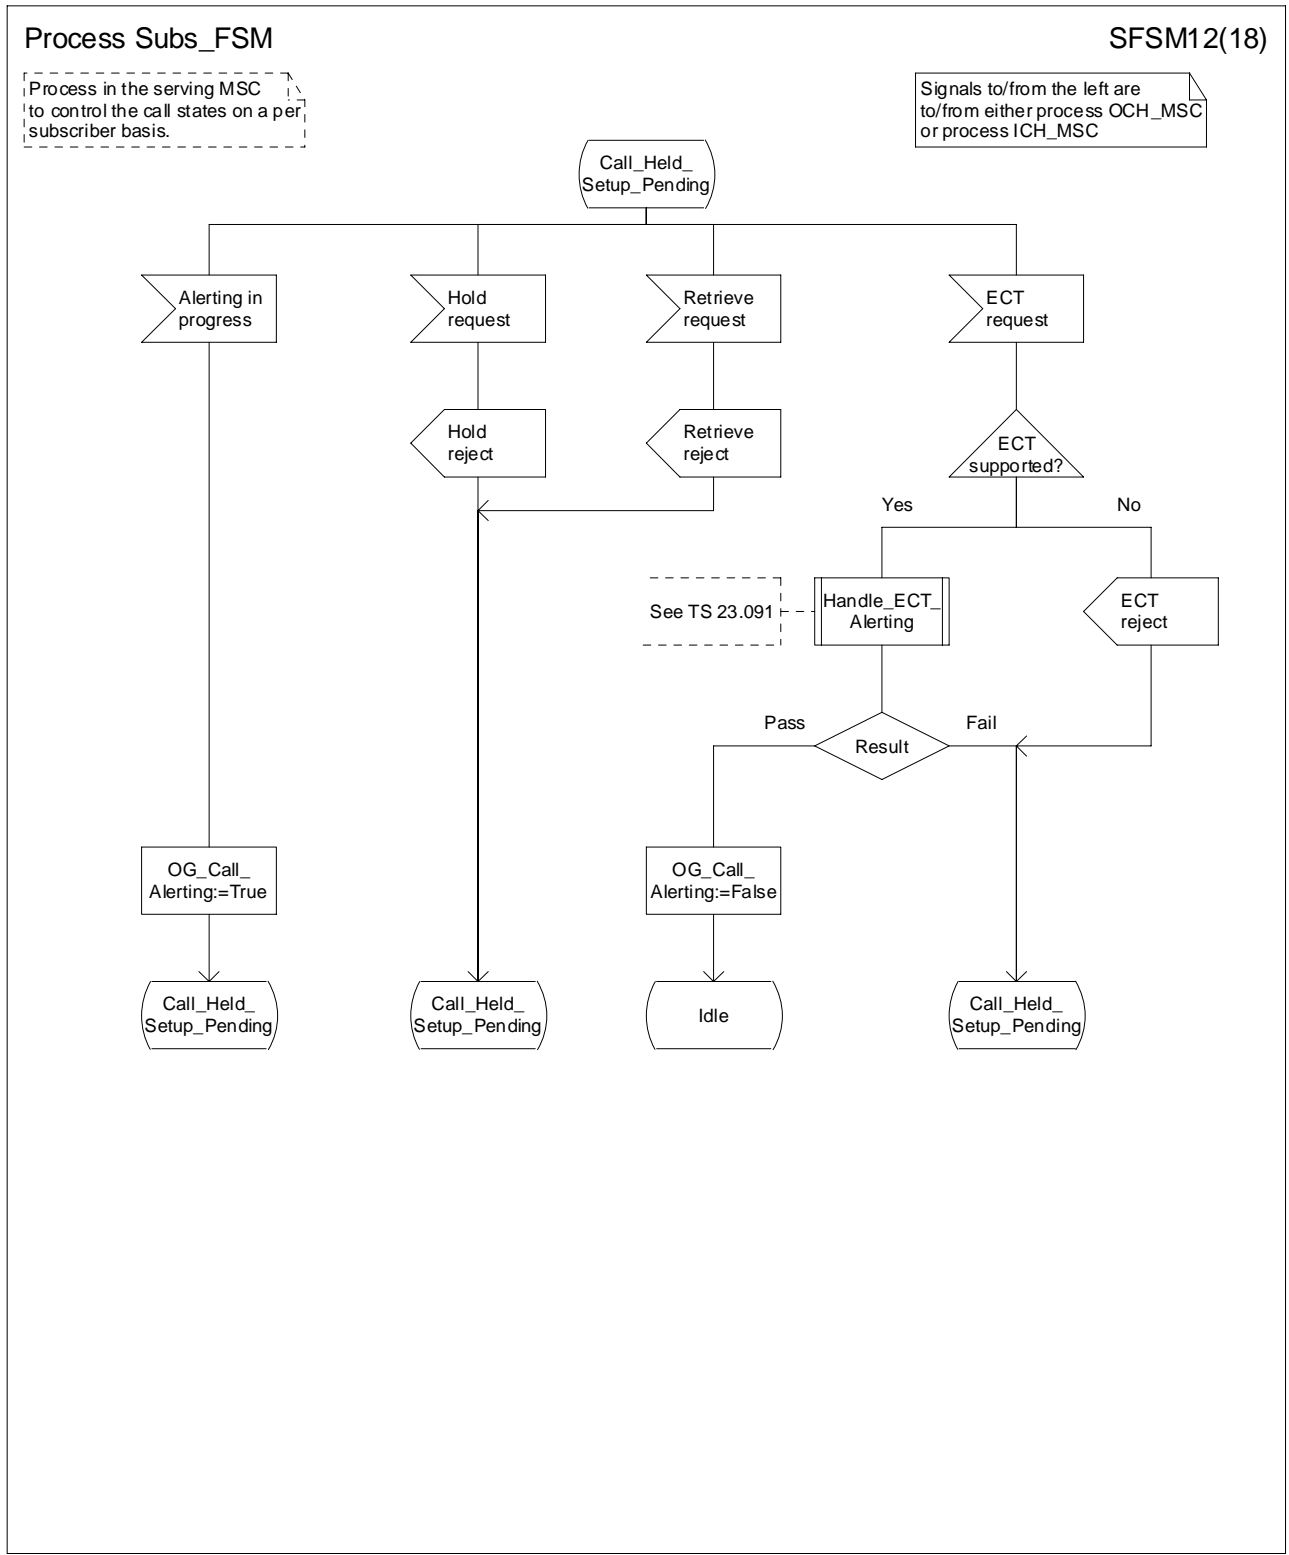 Process Subs_FSM
SFSM12(18)
Process in the serving MSC
to control the call states on a per
subscriber basis.
Signals to/from the left are
to/from either process OCH_MSC
or process ICH_MSC
Call_Held_
Setup_Pending
Alerting in
progress
Hold
request
Retrieve
request
ECT
request
Hold
reject
Retrieve
reject
ECT
supported?
Yes
No
See TS 23.091
Handle_ECT_
Alerting
ECT
reject
Pass
Fail
Result
OG_Call_
Alerting:=True
OG_Call_
Alerting:=False
Call_Held_
Setup_Pending
Call_Held_
Setup_Pending
Idle
Call_Held_
Setup_Pending